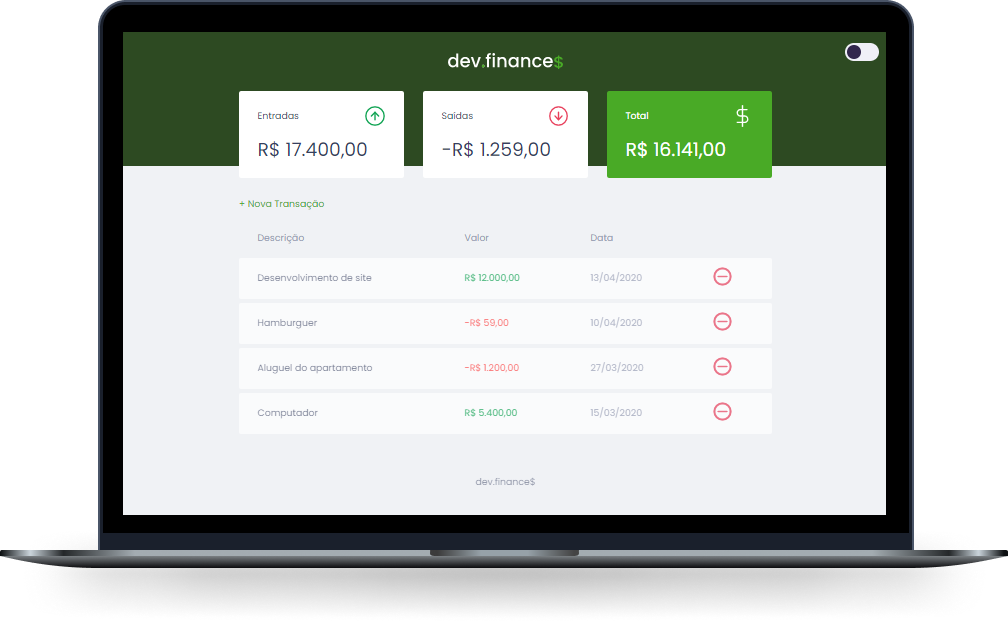 dev.finance$
Entradas
R$ 17.400,00
Saídas
-R$ 1.259,00
Total
$
R$ 16.141,00
+ Nova Transação
Descrição Valor Data
Desenvolvimento de site R$ 12.000,00 13/04/2020
Hamburguer -R$ 59,00 10/04/2020
Aluguel do apartamento -R$ 1.200,00 27/03/2020
Computador R$ 5.400,00 15/03/2020
dev.finance$